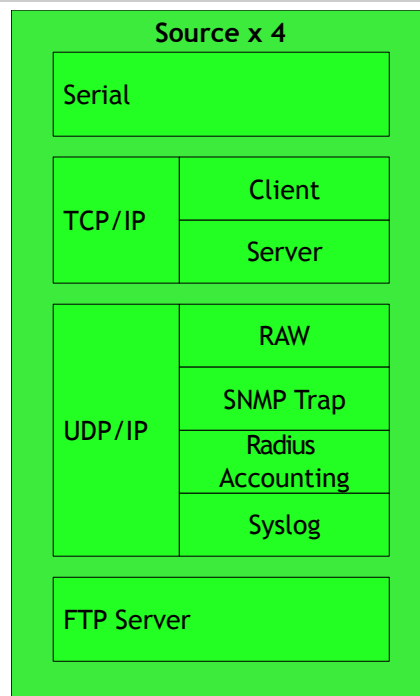 Source x 4
Serial
TCP/IP
Client
Server
UDP/IP
RAW
SNMP Trap
Radius
Accounting
Syslog
FTP Server